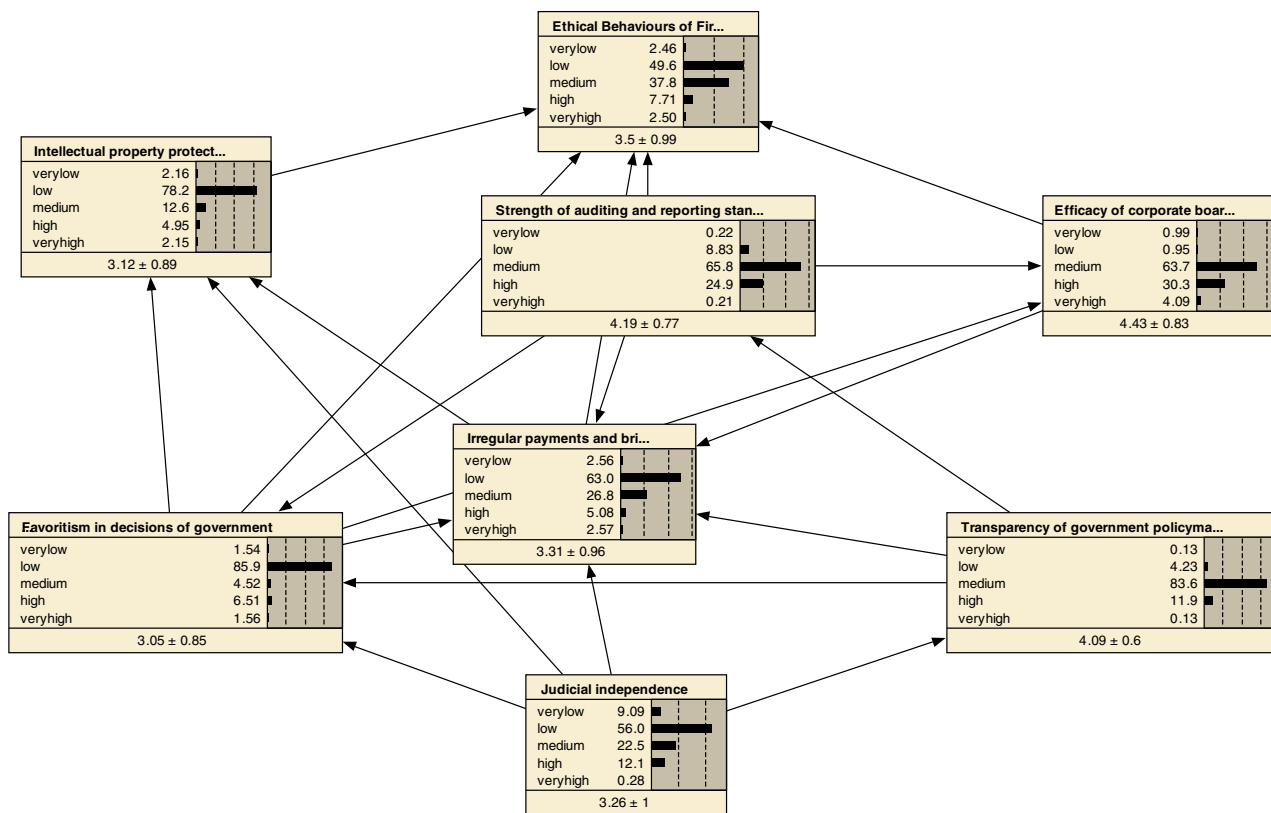 Ethical Behaviours of Fir...
verylow 2.46
low 49.6
medium 37.8
high 7.71
veryhigh 2.50
3.5 ± 0.99
Intellectual property protect...
verylow 2.16
low 78.2
medium 12.6
high 4.95
veryhigh 2.15
3.12 ± 0.89
Strength of auditing and reporting stan...
verylow 0.22
low 8.83
medium 65.8
high 24.9
veryhigh 0.21
4.19 ± 0.77
Efficacy of corporate boar...
verylow 0.99
low 0.95
medium 63.7
high 30.3
veryhigh 4.09
4.43 ± 0.83
Irregular payments and bri...
verylow 2.56
low 63.0
medium 26.8
high 5.08
veryhigh 2.57
3.31 ± 0.96
Eavoritism in decisions of government
verylow 1.54
low 85.9
medium 4.52
high 6.51
veryhigh 1.56
3.05 ± 0.85
Transparency of government policyma...
verylow 0.13
low 4.23
medium 83.6
high 11.9
veryhigh 0.13
4.09 ± 0.6
Judicial independence
verylow 9.09
low 56.0
medium 22.5
high 12.1
veryhigh 0.28
3.26 ± 1